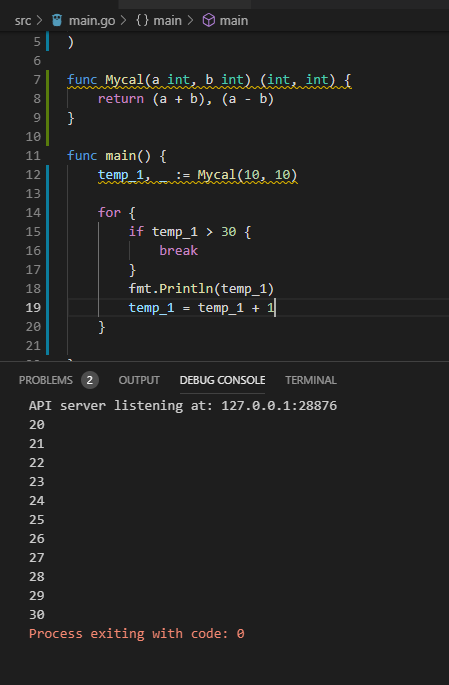 src > main.go > {} main > main
5 )
6
7 func Mycal(a int, b int) (int, int) {
8     return (a + b), (a - b)
9 }
10
11 func main() {
12     temp_1, _ := Mycal(10, 10)
13
14     for {
15         if temp_1 > 30 {
16             break
17         }
18         fmt.Println(temp_1)
19         temp_1 = temp_1 + 1
20     }
21
PROBLEMS 2 OUTPUT DEBUG CONSOLE TERMINAL
API server listening at: 127.0.0.1:28876
20
21
22
23
24
25
26
27
28
29
30
Process exiting with code: 0